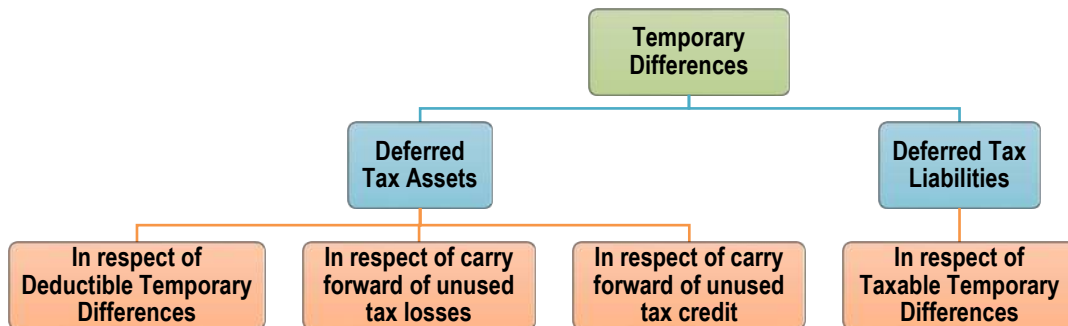 Temporary
Differences
Deferred
Tax Assets
Deferred Tax
Liabilities
In respect of
Deductible Temporary
Differences
In respect of carry
forward of unused
tax losses
In respect of carry
forward of unused
tax credit
In respect of
Taxable Temporary
Differences